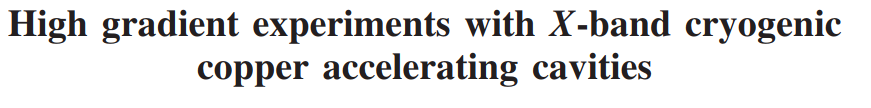 High gradient experiments with X-band cryogenic
copper accelerating cavities